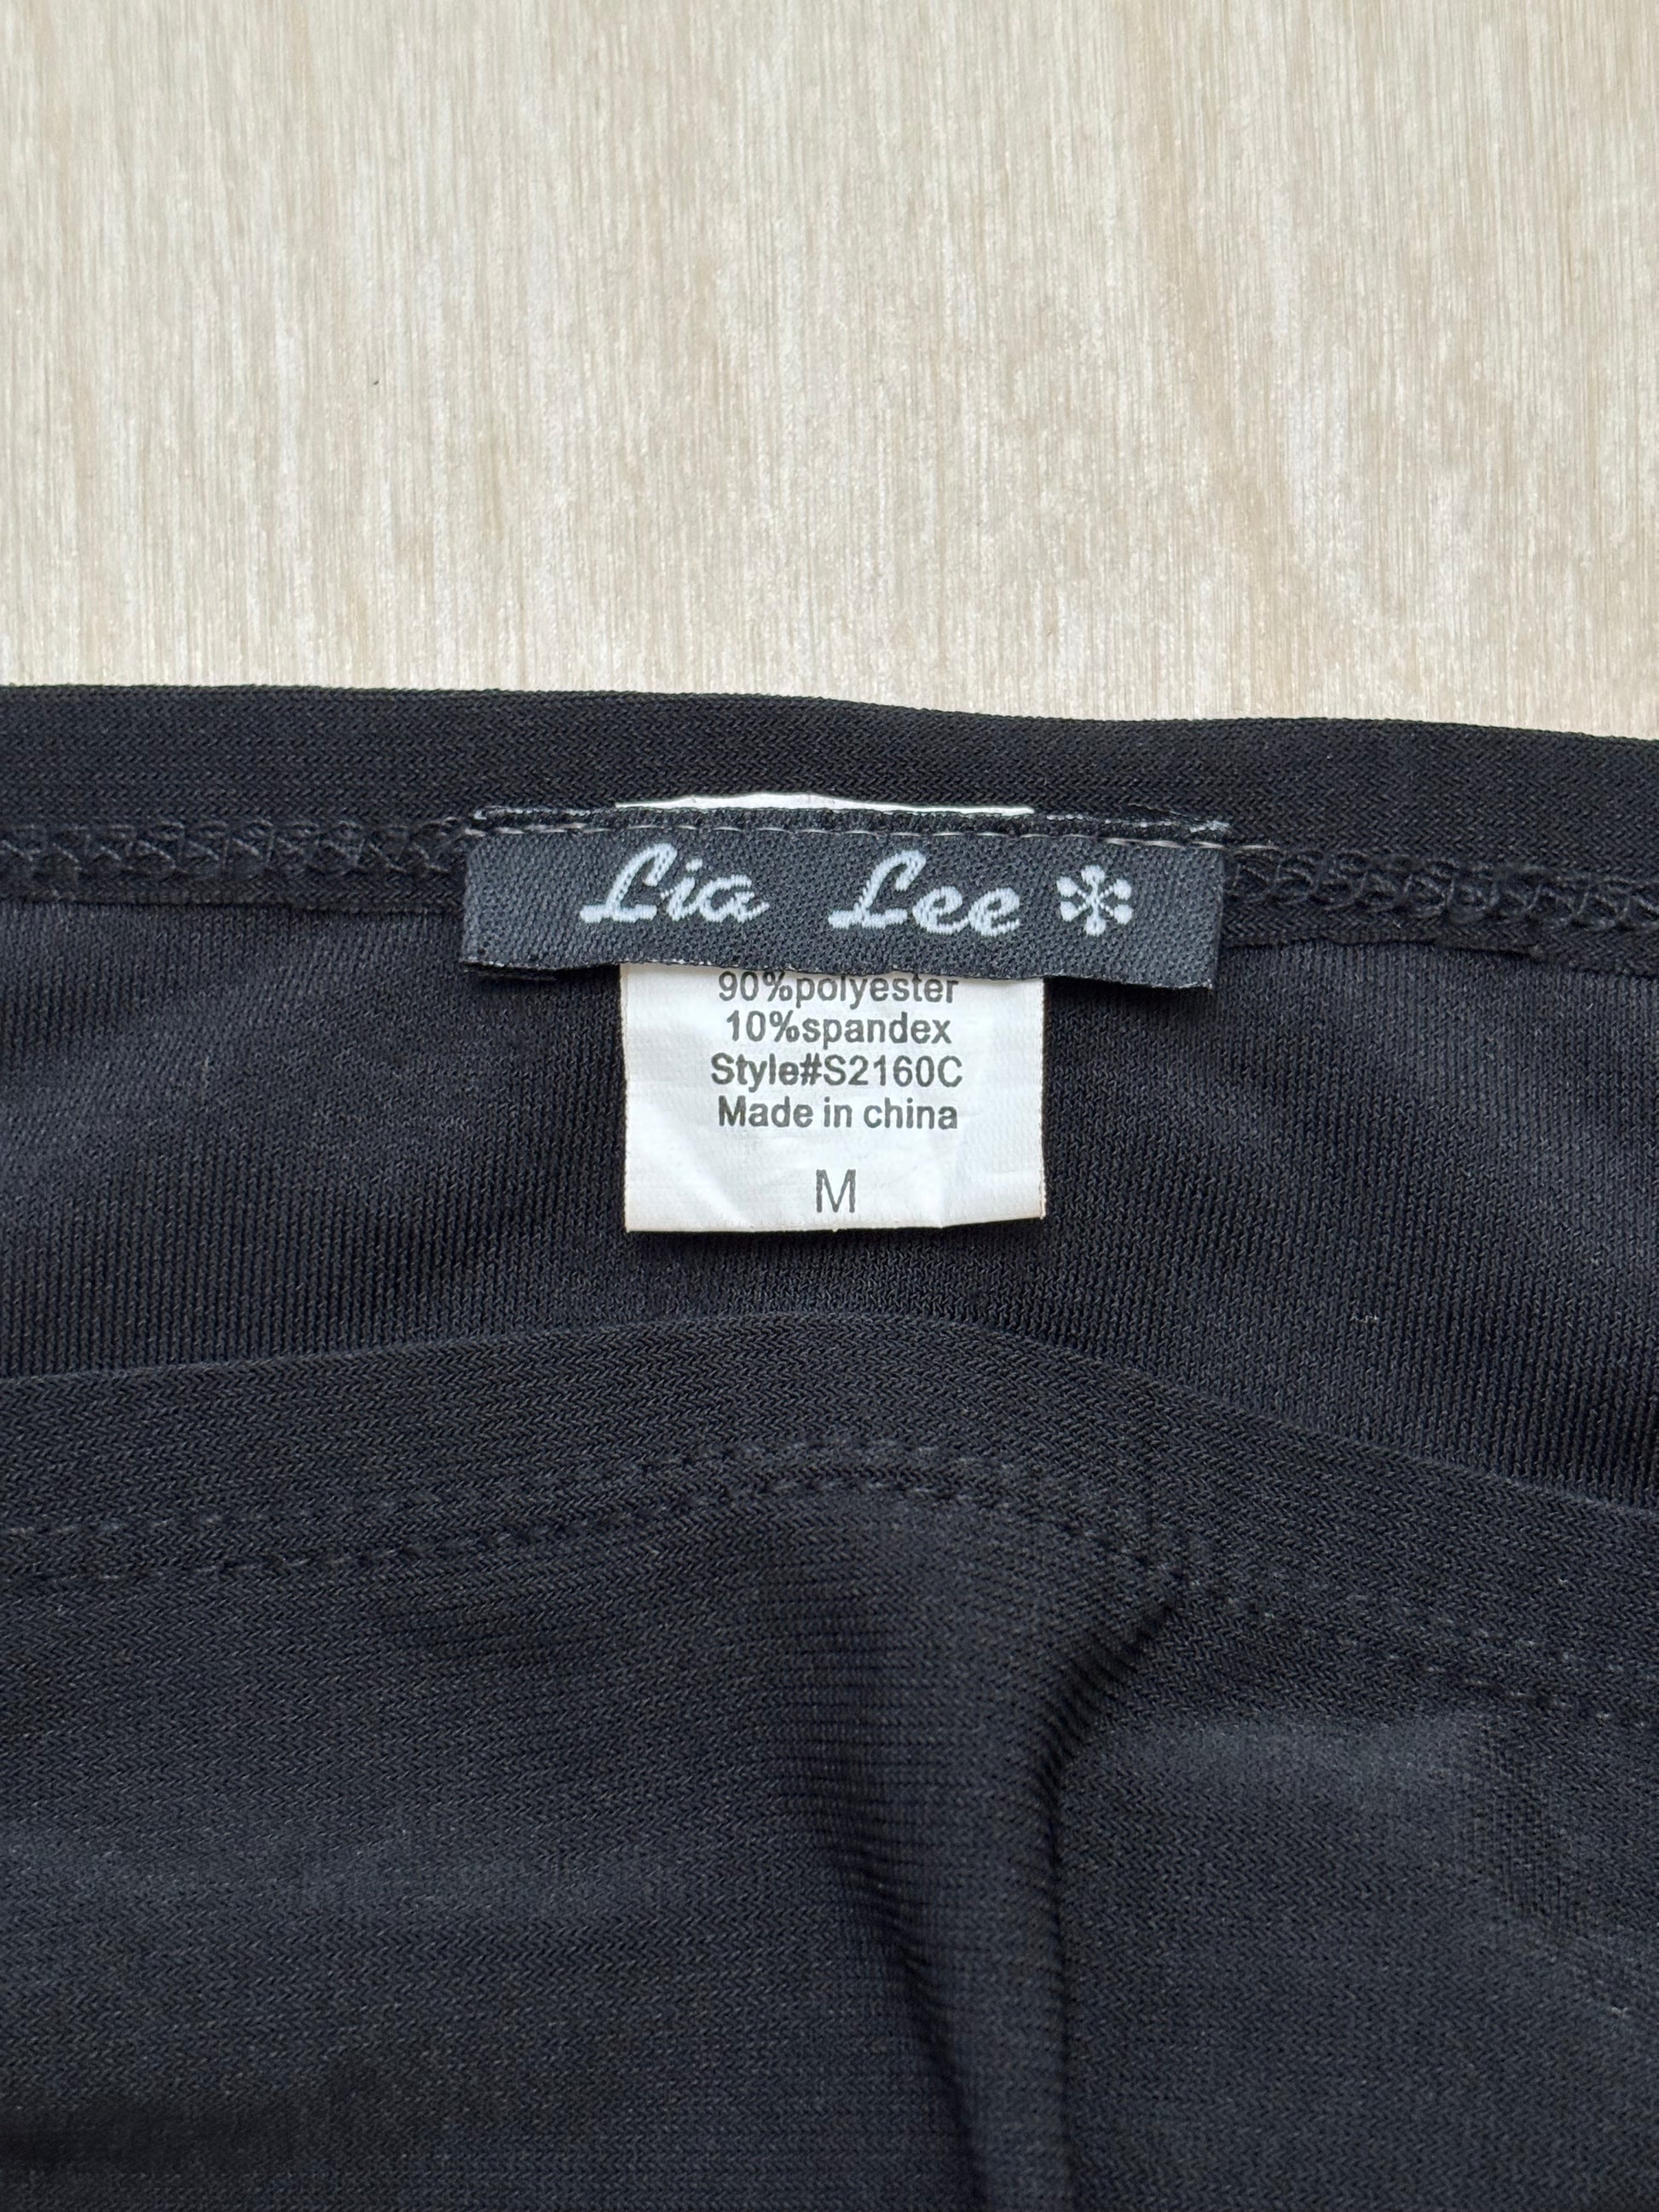 Lia Lee
90%polyester
10%spandex
Style#S2160C
Made in china
M